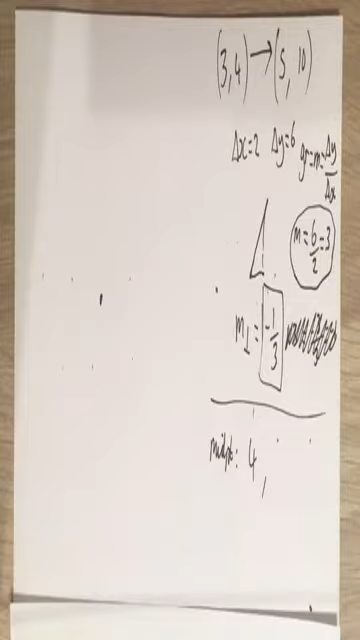 (3,4)→(5, 10)
Δx=2 Δy=6 gr=m=Δy/Δx
m=6/2=3
m⊥=-1/3
midpt: 4,